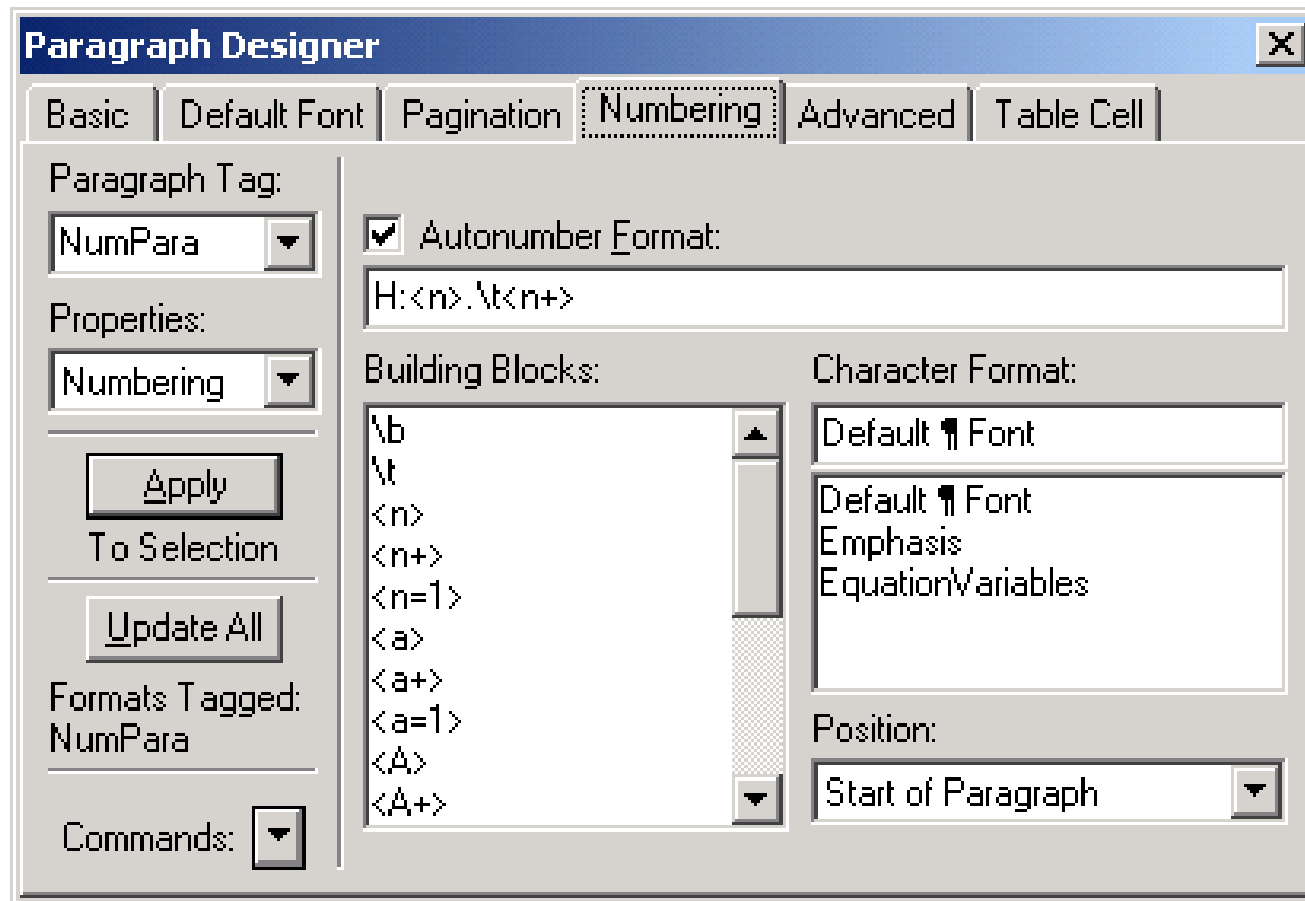 Paragraph Designer
Basic Default Font Pagination Numbering Advanced Table Cell
Paragraph Tag:
NumPara
Properties:
Numbering
Apply
To Selection
Update All
Formats Tagged:
NumPara
Commands:
Autonumber Format:
H:<n>.\t<n+>
Building Blocks:
\b
\t
<n>
<n+>
<n=1>
<a>
<a+>
<a=1>
<A>
<A+>
Character Format:
Default ¶ Font
Default ¶ Font
Emphasis
EquationVariables
Position:
Start of Paragraph